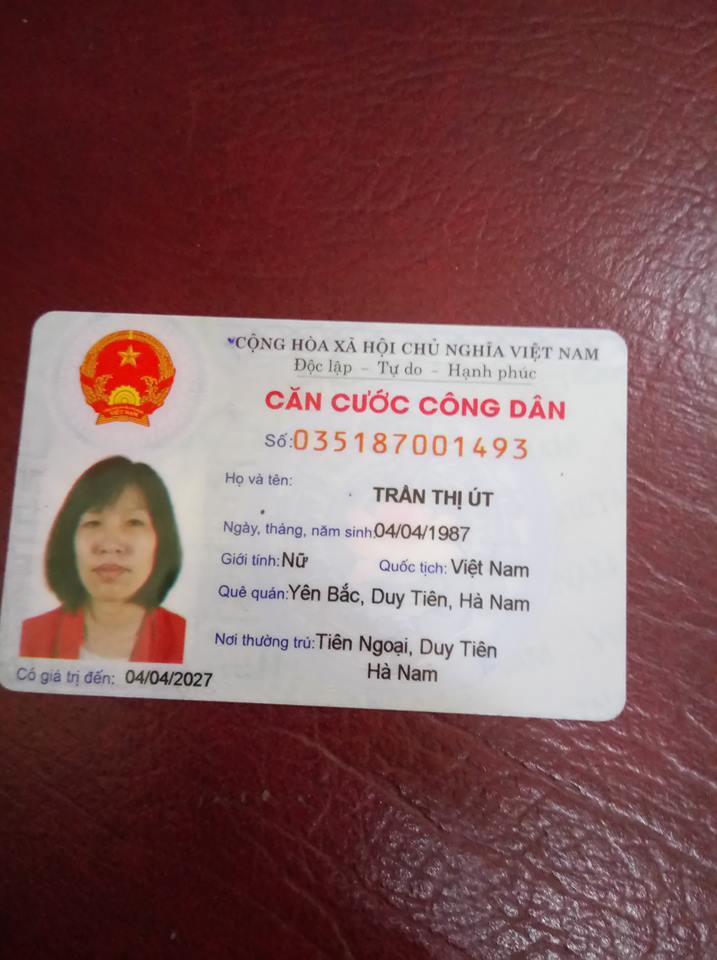 CỘNG HÒA XÃ HỘI CHỦ NGHĨA VIỆT NAM
Độc lập – Tự do – Hạnh phúc
CĂN CƯỚC CÔNG DÂN
Số: 035187001493
Họ và tên:
TRẦN THỊ ÚT
Ngày, tháng, năm sinh: 04/04/1987
Giới tính: Nữ Quốc tịch: Việt Nam
Quê quán: Yên Bắc, Duy Tiên, Hà Nam
Nơi thường trú: Tiên Ngoại, Duy Tiên
Hà Nam
Có giá trị đến: 04/04/2027
VIỆT NAM